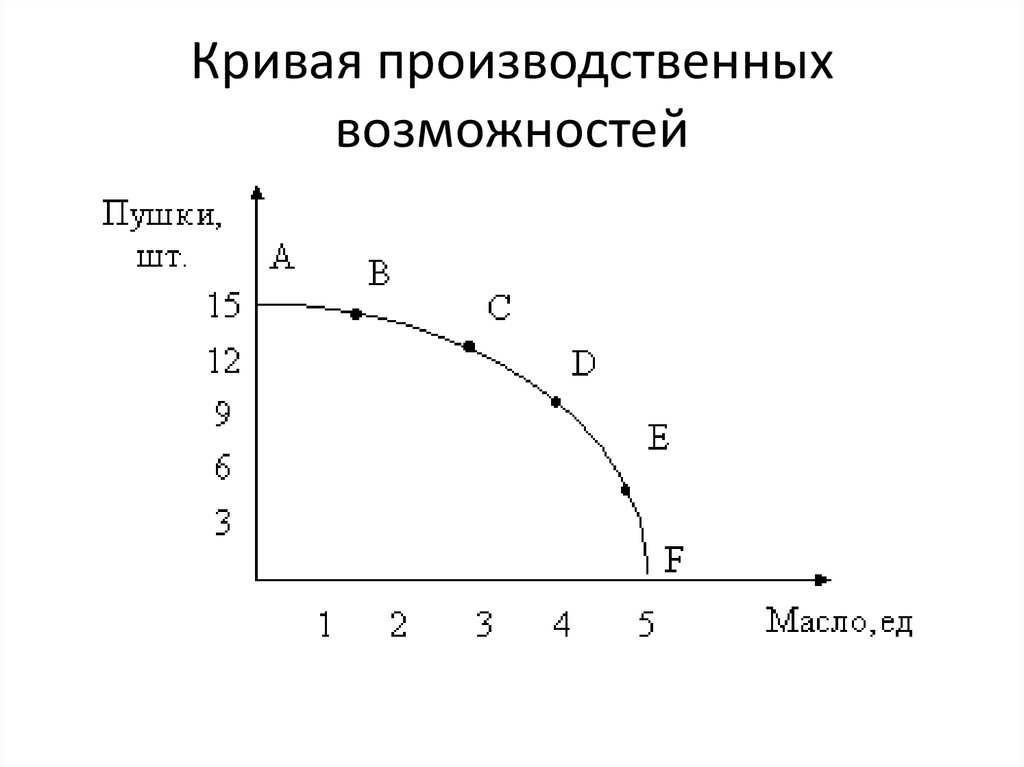 Кривая производственных
возможностей
Пушки,
шт.
A
B
C
D
E
F
15
12
9
6
3
1 2 3 4 5 Масло,ед